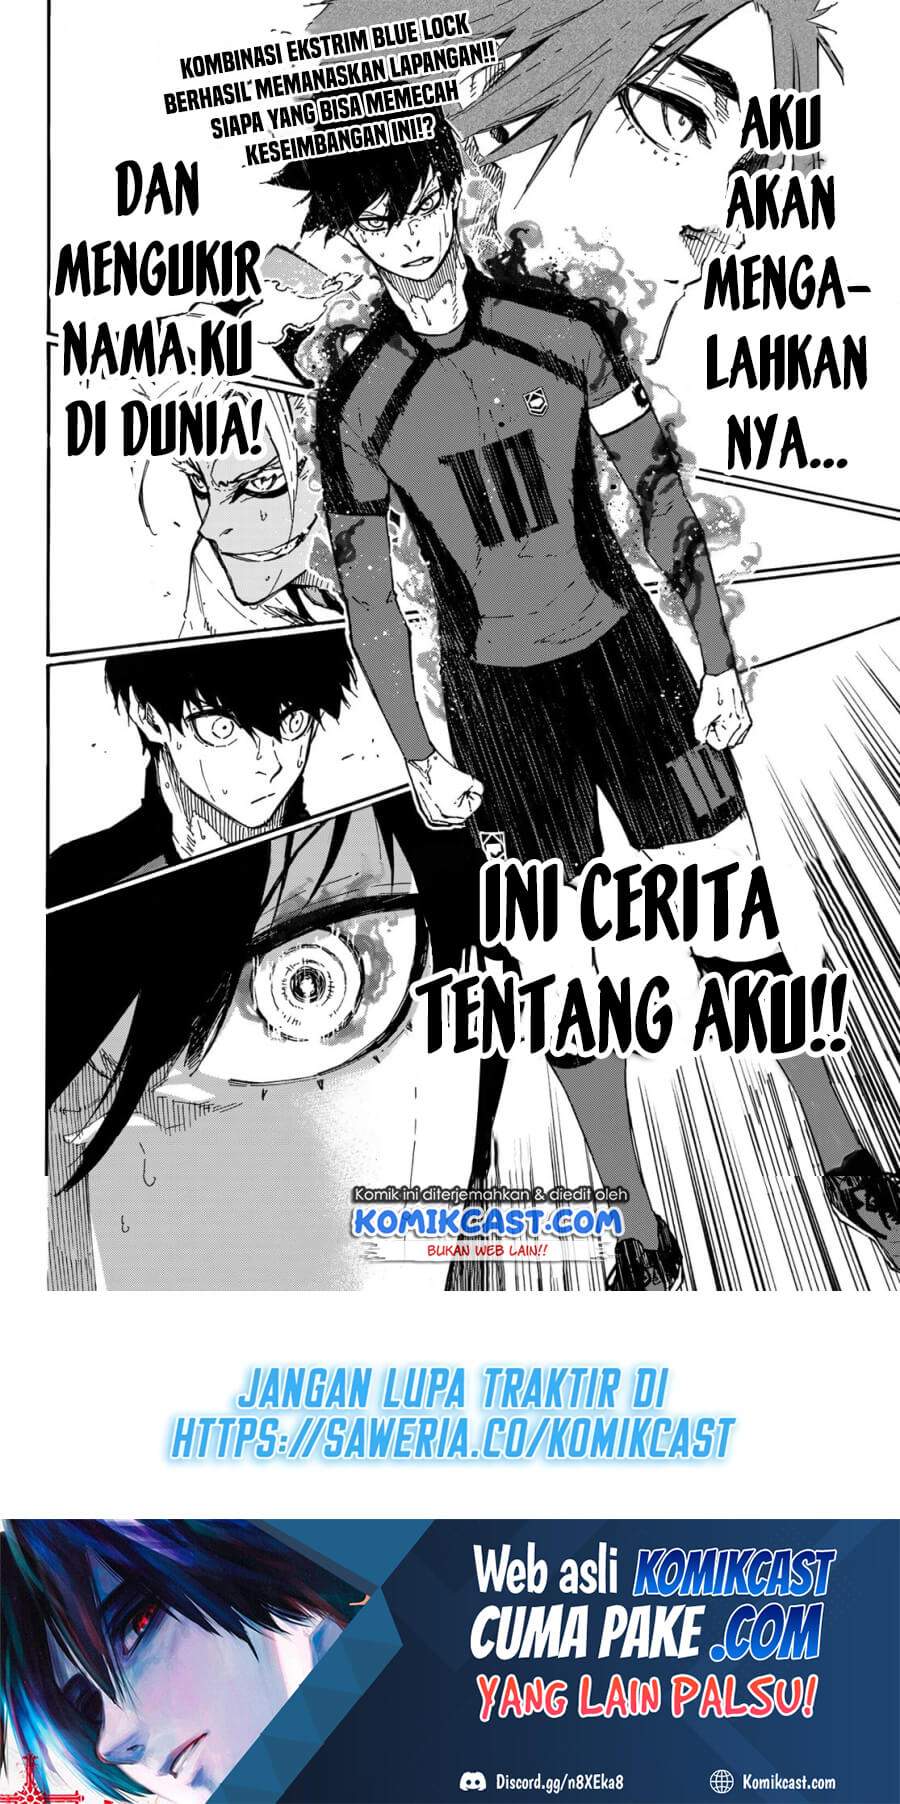 KOMBINASI EKSTRIM BLUE LOCK
BERHASIL MEMANASKAN LAPANGAN!!
SIAPA YANG BISA MEMECAH
KESEIMBANGAN INI!?
AKU
AKAN
MENGA-
LAHKAN
NYA...
DAN
MENGUKIR
NAMA KU
DI DUNIA!
10
10
INI CERITA
TENTANG AKU!!
Komik ini diterjemahkan & diedit oleh
KOMIKCAST.COM
BUKAN WEB LAIN!!
JANGAN LUPA TRAKTIR DI
HTTPS://SAWERIA.CO/KOMIKCAST
Web asli KOMIKCAST
CUMA PAKE .COM
YANG LAIN PALSU!
Discord.gg/n8XEka8
Komikcast.com